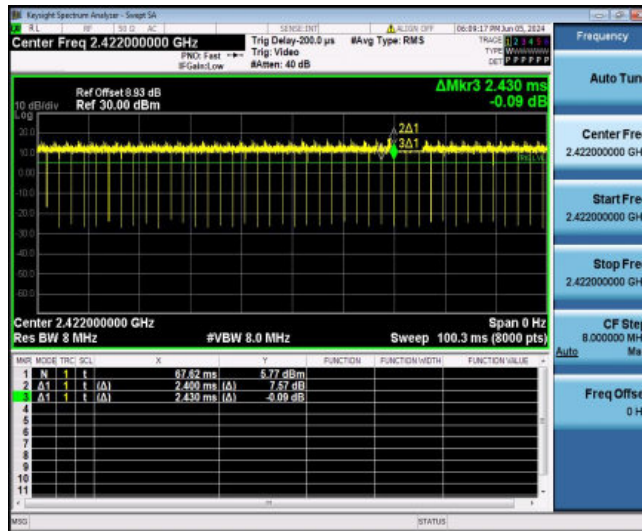 Keysight Spectrum Analyzer - Swept SA
RL RF 50 Ω AC SENSE:INT ALIGN OFF 06:09:17 PM Jun 05, 2024
Center Freq 2.422000000 GHz
PNO: Fast
IFGain:Low
Trig Delay-200.0 µs
Trig: Video
#Atten: 40 dB
#Avg Type: RMS
TRACE 1 2 3 4 5
TYPE WWWWWW
DET P P P P P P
Ref Offset 8.93 dB
Ref 30.00 dBm
10 dB/div
Log
ΔMkr3 2.430 ms
-0.09 dB
20.0
10.0
0.00
-10.0
-20.0
-30.0
-40.0
-50.0
-60.0
2Δ1
3Δ1
TRIG LVL
Center 2.422000000 GHz
Span 0 Hz
Res BW 8 MHz
#VBW 8.0 MHz
Sweep 100.3 ms (8000 pts)
MKR MODE TRC SCL X Y FUNCTION FUNCTION WIDTH FUNCTION VALUE
1 N 1 t 67.62 ms 5.77 dBm
2 Δ1 1 t (Δ) 2.400 ms (Δ) 7.57 dB
3 Δ1 1 t (Δ) 2.430 ms (Δ) -0.09 dB
4
5
6
7
8
9
10
11
MSG
STATUS
Frequency
Auto Tun
Center Fre
2.422000000 GH
Start Fre
2.422000000 GH
Stop Fre
2.422000000 GH
CF Step
8.000000 MH
Auto Ma
Freq Offse
0 H